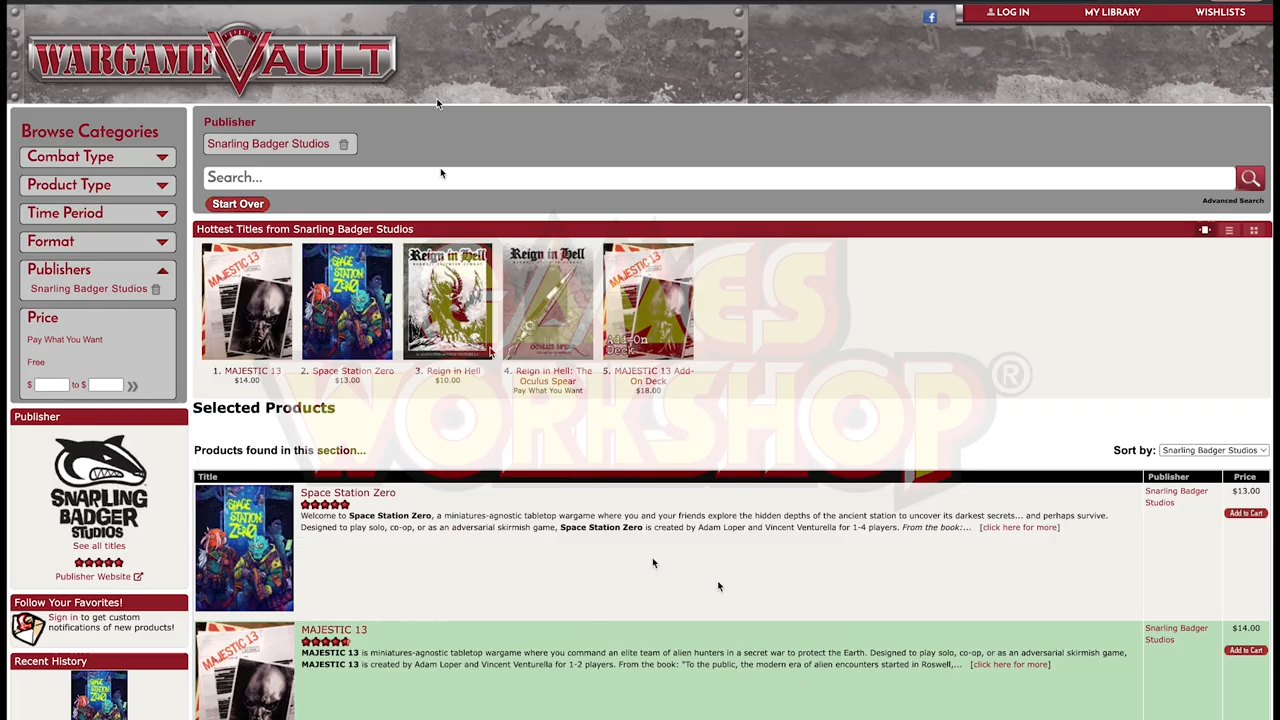 LOG IN MY LIBRARY WISHLISTS
WARGAME VAULT
Browse Categories
Combat Type
Product Type
Time Period
Format
Publishers
Snarling Badger Studios
Price
Pay What You Want
Free
$ to $
Publisher
Snarling Badger Studios
Search...
Start Over
Advanced Search
Hottest Titles from Snarling Badger Studios
MAJESTIC 13
SPACE STATION ZERO
Reign in Hell
Reign in Hell
OCULUS SPEAR
MAJESTIC 13
Add-On Deck
1. MAJESTIC 13
$14.00
2. Space Station Zero
$13.00
3. Reign in Hell
$10.00
4. Reign in Hell: The Oculus Spear
Pay What You Want
5. MAJESTIC 13 Add-On Deck
$18.00
GAMES
WORKSHOP®
Selected Products
Products found in this section...
Sort by: Snarling Badger Studios
Title Publisher Price
SPACE STATION ZERO
Space Station Zero
Welcome to Space Station Zero, a miniatures-agnostic tabletop wargame where you and your friends explore the hidden depths of the ancient station to uncover its darkest secrets... and perhaps survive.
Designed to play solo, co-op, or as an adversarial skirmish game, Space Station Zero is created by Adam Loper and Vincent Venturella for 1-4 players. From the book:... [click here for more]
Snarling Badger
Studios
$13.00
Add to Cart
MAJESTIC 13
MAJESTIC 13
MAJESTIC 13 is miniatures-agnostic tabletop wargame where you command an elite team of alien hunters in a secret war to protect the Earth. Designed to play solo, co-op, or as an adversarial skirmish game,
MAJESTIC 13 is created by Adam Loper and Vincent Venturella for 1-2 players. From the book: "To the public, the modern era of alien encounters started in Roswell,... [click here for more]
Snarling Badger
Studios
$14.00
Add to Cart
Publisher
SNARLING
BADGER
STUDIOS
See all titles
Publisher Website
Follow Your Favorites!
Sign in to get custom
notifications of new products!
Recent History
SPACE STATION ZERO